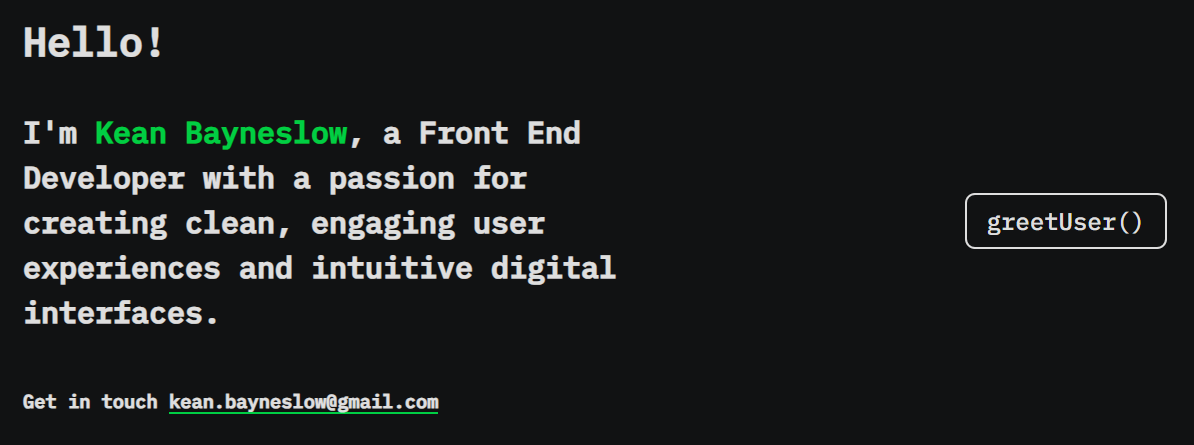 Hello!
I'm Kean Bayneslow, a Front End
Developer with a passion for
creating clean, engaging user
experiences and intuitive digital
interfaces.
greetUser()
Get in touch kean.bayneslow@gmail.com